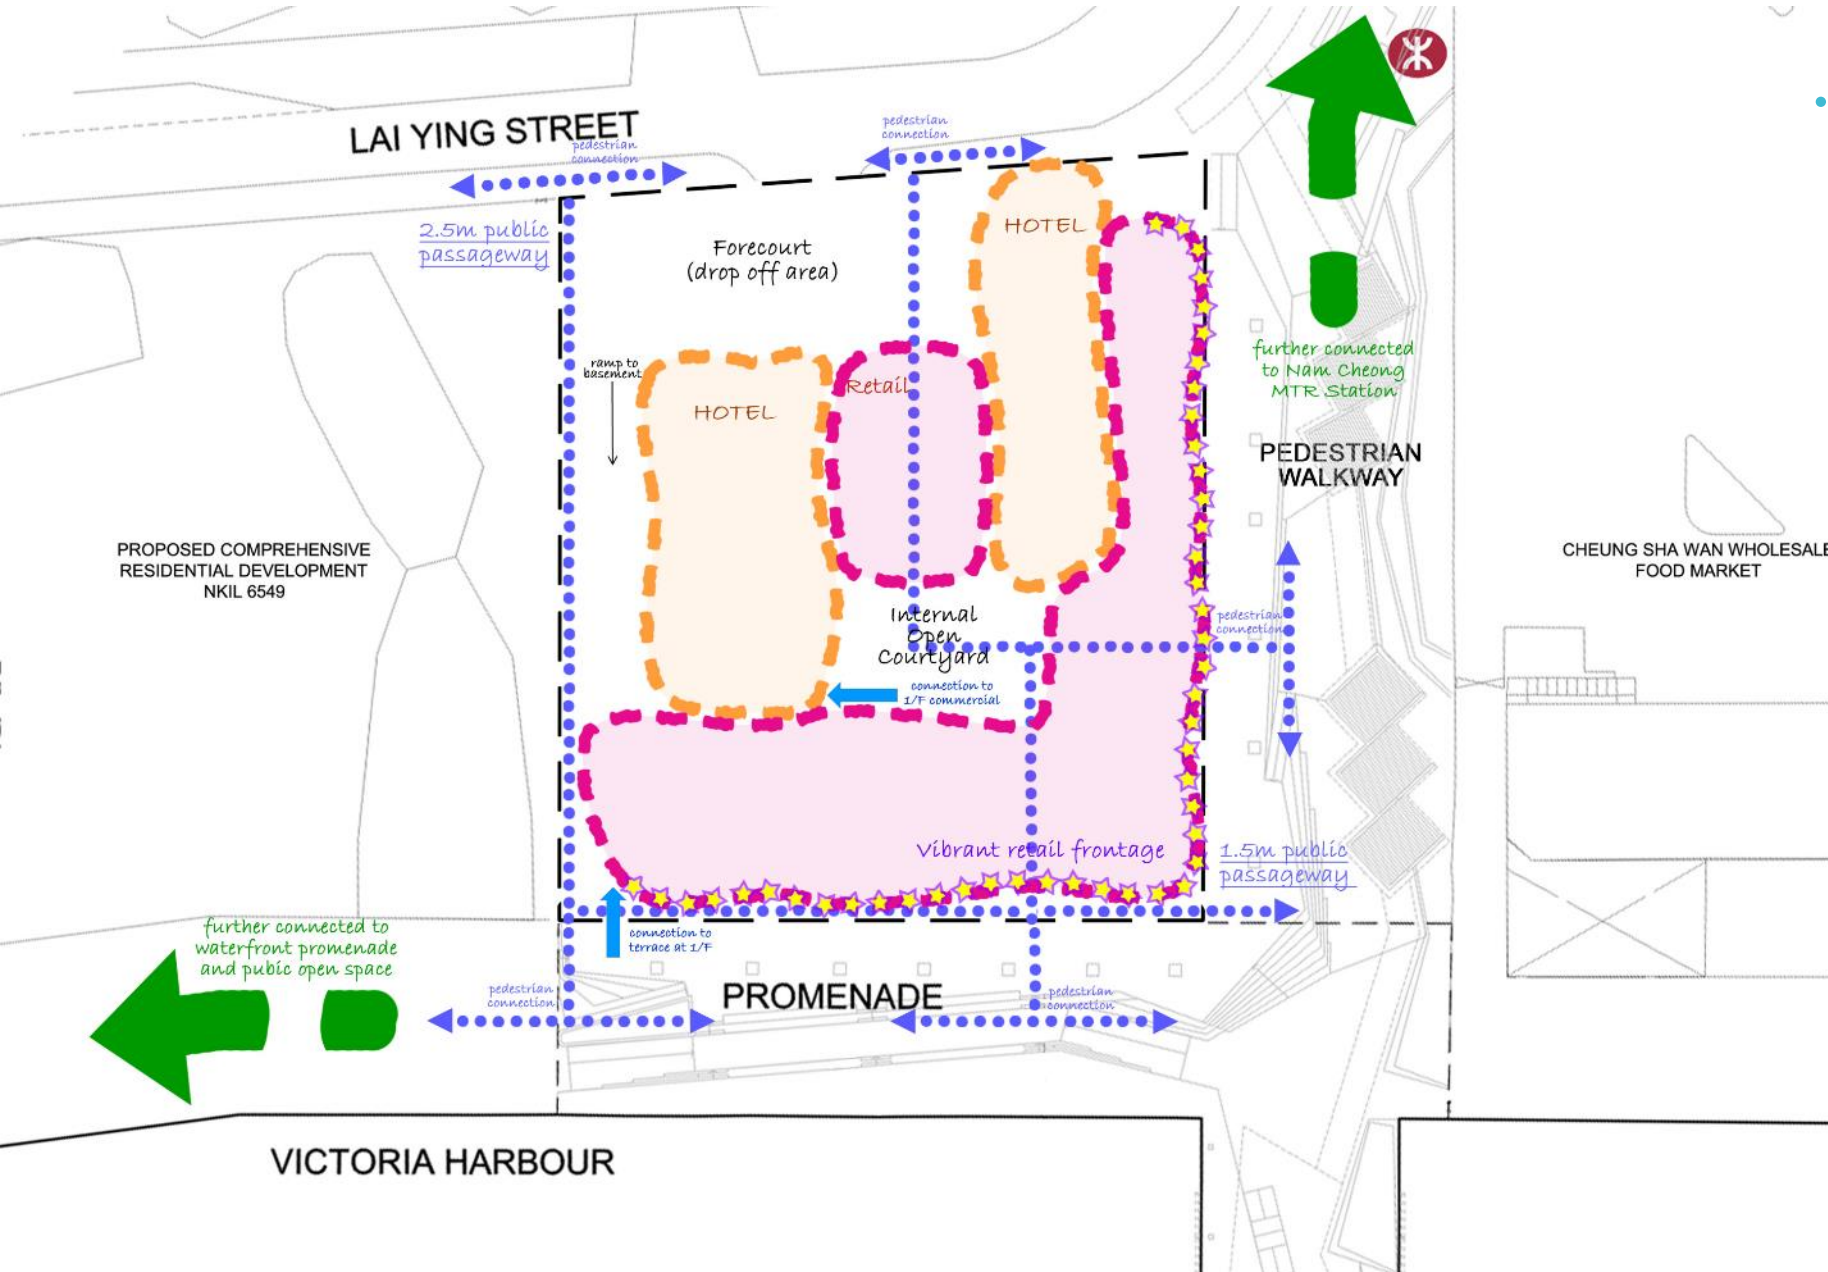 LAI YING STREET
pedestrian
connection
pedestrian
connection
2.5m public
passageway
Forecourt
(drop off area)
HOTEL
ramp to
basement
HOTEL
Retail
further connected
to Nam Cheong
MTR Station
PEDESTRIAN
WALKWAY
PROPOSED COMPREHENSIVE
RESIDENTIAL DEVELOPMENT
NKIL 6549
CHEUNG SHA WAN WHOLESALE
FOOD MARKET
Internal
Open
Courtyard
pedestrian
connection
connection to
1/F commercial
Vibrant retail frontage
1.5m public
passageway
further connected to
waterfront promenade
and pubic open space
connection to
terrace at 1/F
pedestrian
connection
PROMENADE
pedestrian
connection
VICTORIA HARBOUR